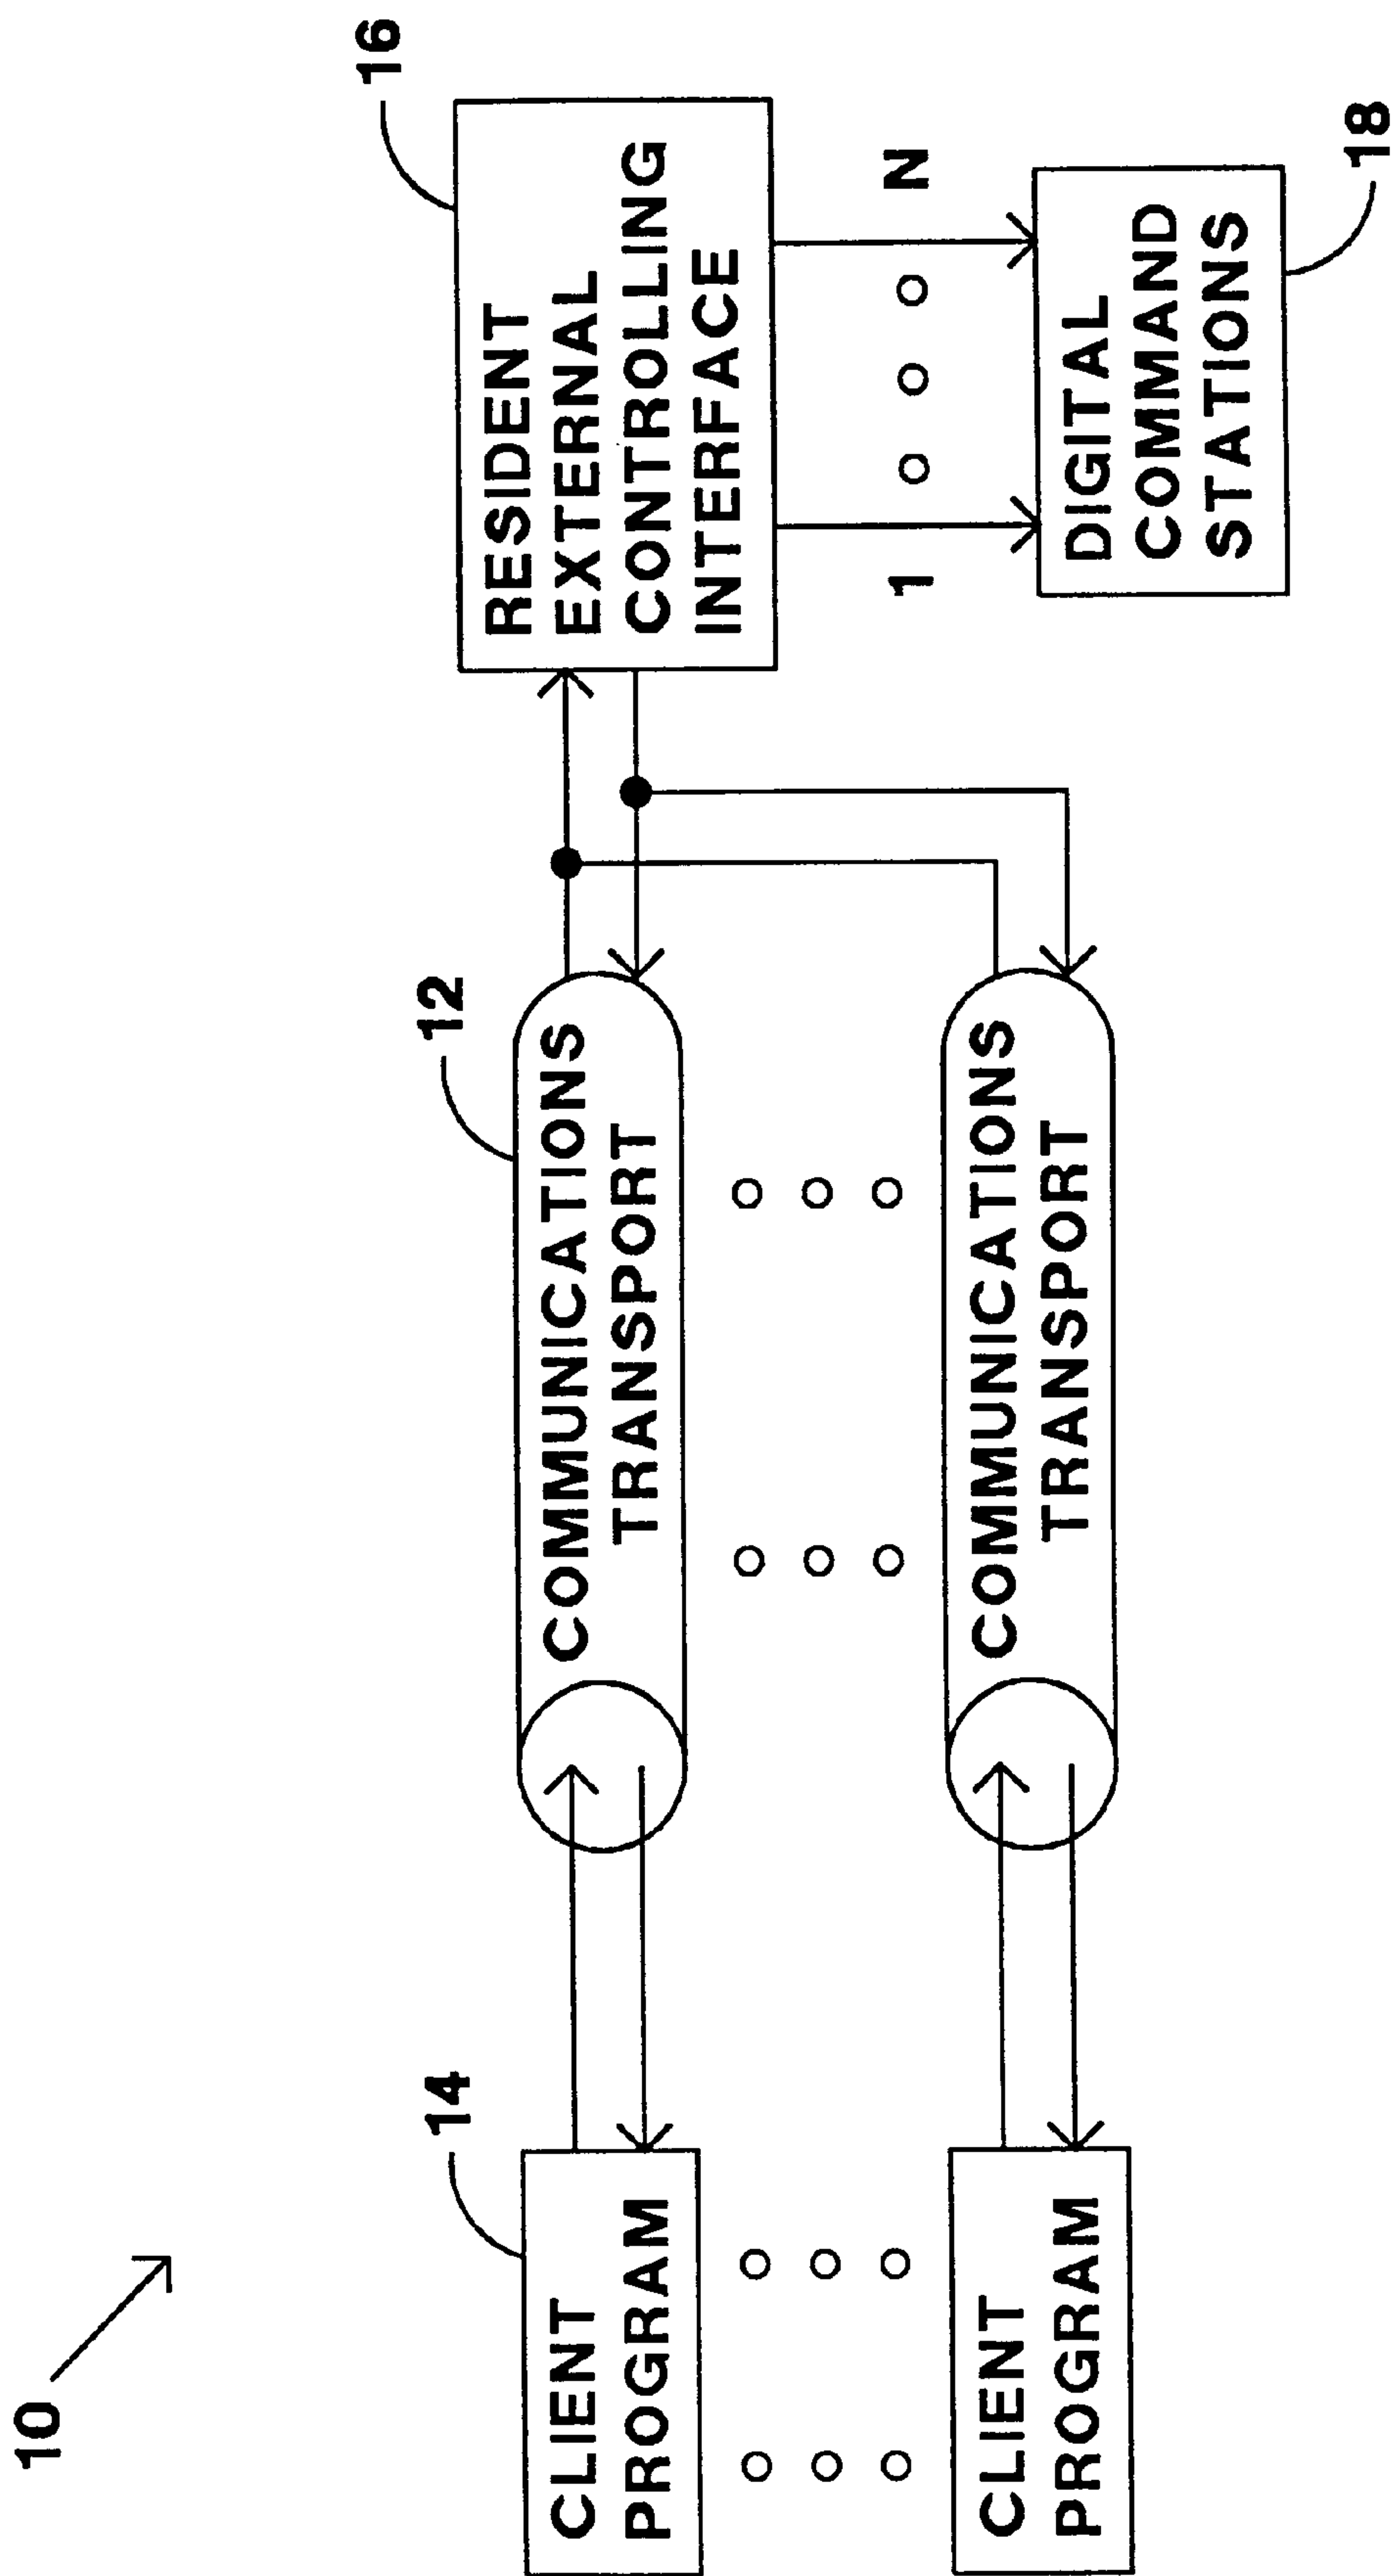 10
14
CLIENT
PROGRAM
CLIENT
PROGRAM
12
COMMUNICATIONS
TRANSPORT
COMMUNICATIONS
TRANSPORT
16
RESIDENT
EXTERNAL
CONTROLLING
INTERFACE
1
N
DIGITAL
COMMAND
STATIONS
18